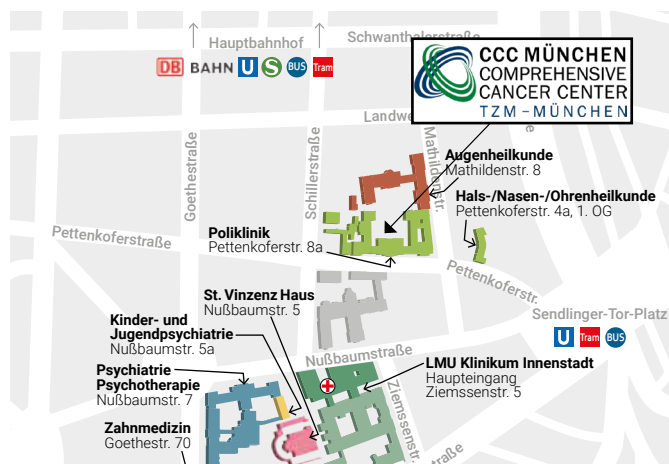 Hauptbahnhof
Schwanthalerstraße
DB BAHN U S BUS Tram
CCC MÜNCHEN
COMPREHENSIVE
CANCER CENTER
TZM – MÜNCHEN
Goethestraße
Schillerstraße
Mathildenstr.
Augenheilkunde
Mathildenstr. 8
Hals-/Nasen-/Ohrenheilkunde
Pettenkoferstr. 4a, 1. OG
Pettenkoferstraße
Poliklinik
Pettenkoferstr. 8a
Pettenkoferstr.
St. Vinzenz Haus
Nußbaumstr. 5
Sendlinger-Tor-Platz
U Tram BUS
Kinder- und
Jugendpsychiatrie
Nußbaumstr. 5a
Nußbaumstraße
Psychiatrie
Psychotherapie
Nußbaumstr. 7
LMU Klinikum Innenstadt
Haupteingang
Ziemssenstr. 5
Ziemssenstr.
Zahnmedizin
Goethestr. 70